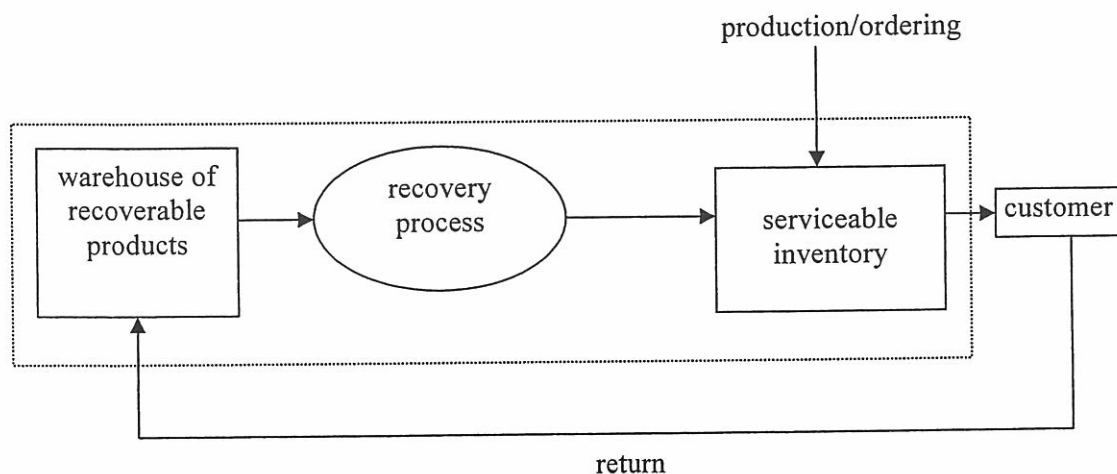 production/ordering
warehouse of
recoverable
products
recovery
process
serviceable
inventory
customer
return